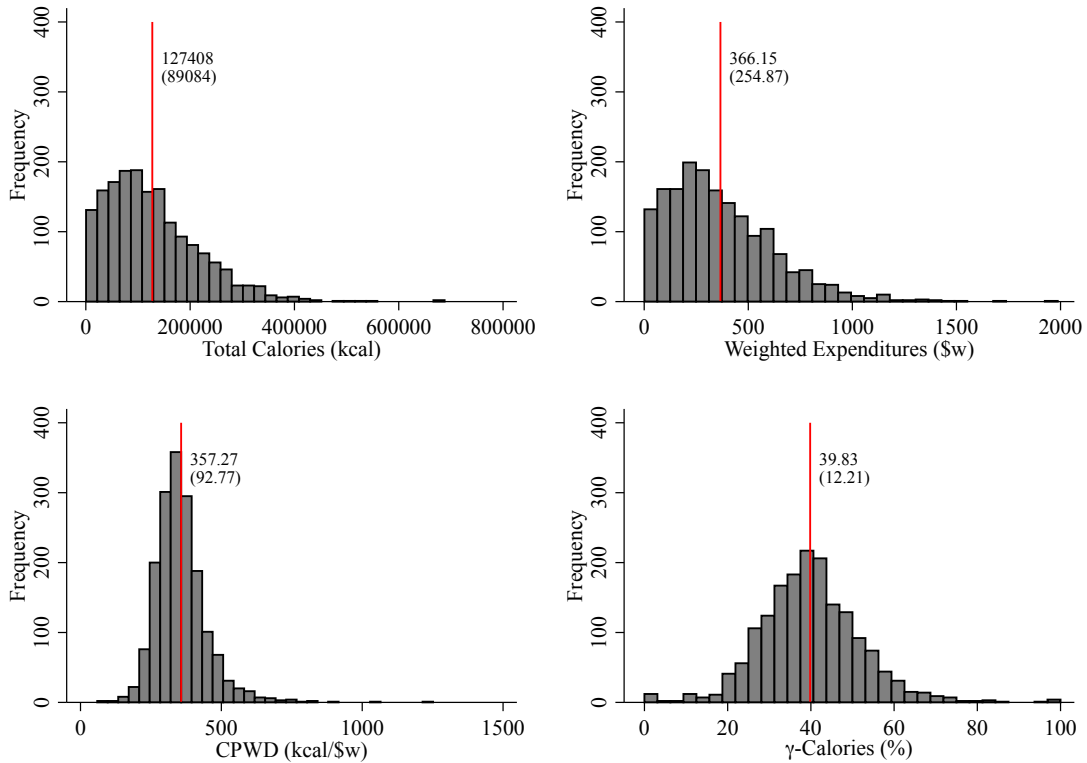 400
300
200
100
0
Frequency
127408
(89084)
0 200000 400000 600000 800000
Total Calories (kcal)
400
300
200
100
0
Frequency
366.15
(254.87)
0 500 1000 1500 2000
Weighted Expenditures ($w)
400
300
200
100
0
Frequency
357.27
(92.77)
0 500 1000 1500
CPWD (kcal/$w)
400
300
200
100
0
Frequency
39.83
(12.21)
0 20 40 60 80 100
γ-Calories (%)